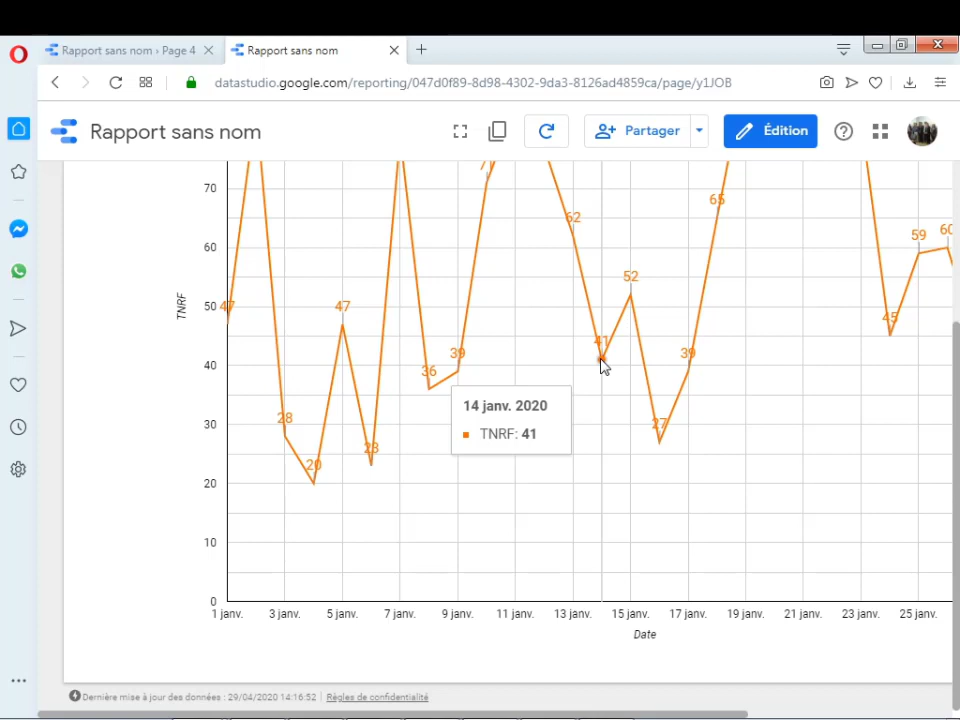 Rapport sans nom › Page 4
Rapport sans nom
datastudio.google.com/reporting/047d0f89-8d98-4302-9da3-8126ad4859ca/page/y1JOB
Rapport sans nom
Partager
Édition
70
60
50
40
30
20
10
0
TNRF
47
28
20
47
23
36
39
62
41
52
27
39
65
45
59
60
14 janv. 2020
TNRF: 41
1 janv.
3 janv.
5 janv.
7 janv.
9 janv.
11 janv.
13 janv.
15 janv.
17 janv.
19 janv.
21 janv.
23 janv.
25 janv.
Date
Dernière mise à jour des données : 29/04/2020 14:16:52
Règles de confidentialité